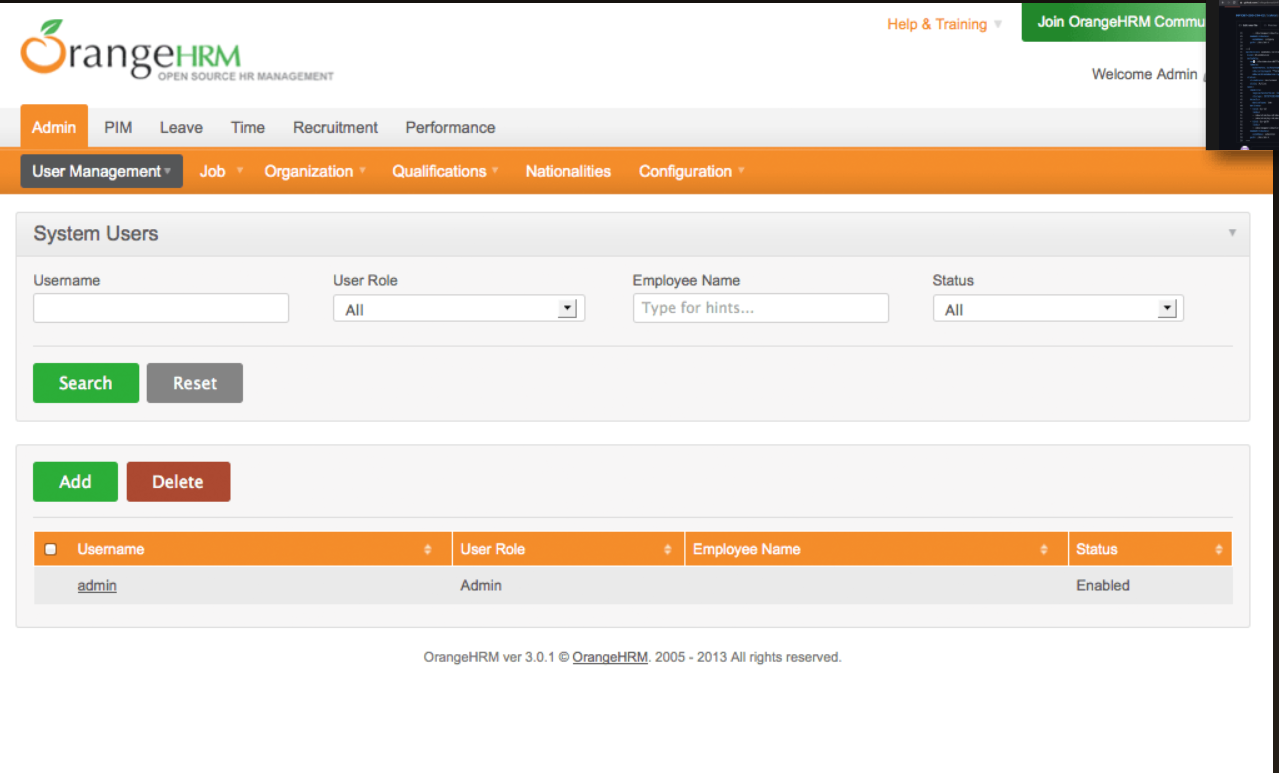 Help & Training
Join OrangeHRM Commu
OrangeHRM
OPEN SOURCE HR MANAGEMENT
Welcome Admin
Admin PIM Leave Time Recruitment Performance
User Management Job Organization Qualifications Nationalities Configuration
System Users
Username User Role Employee Name Status
All Type for hints... All
Search Reset
Add Delete
Username User Role Employee Name Status
admin Admin Enabled
OrangeHRM ver 3.0.1 © OrangeHRM. 2005 - 2013 All rights reserved.